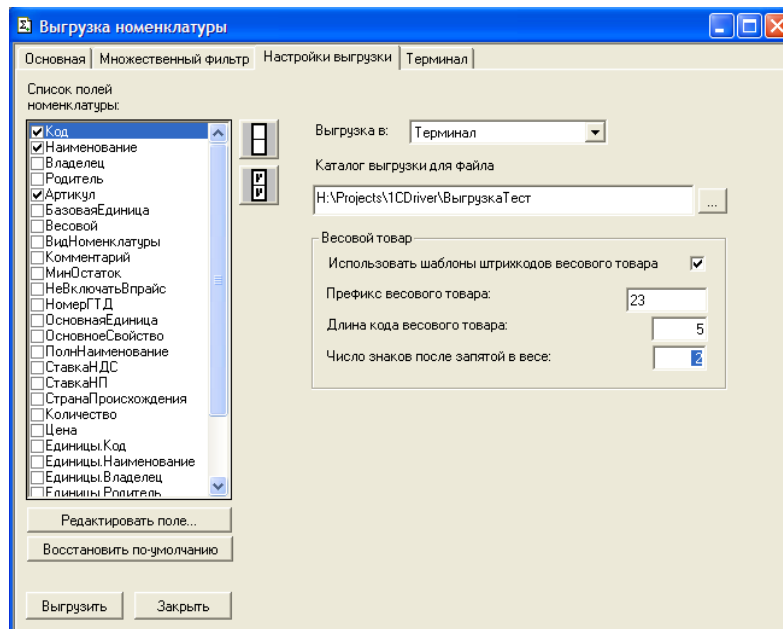 Выгрузка номенклатуры
Основная
Множественный фильтр
Настройки выгрузки
Терминал
Список полей
номенклатуры:
Код
Наименование
Владелец
Родитель
Артикул
БазоваяЕдиница
Весовой
ВидНоменклатуры
Комментарий
МинОстаток
НеВключатьВпрайс
НомерГТД
ОсновнаяЕдиница
ОсновноеСвойство
ПолнНаименование
СтавкаНДС
СтавкаНП
СтранаПроисхождения
Количество
Цена
Единицы.Код
Единицы.Наименование
Единицы.Владелец
Единицы.Родитель
Редактировать поле...
Восстановить по-умолчанию
Выгрузить
Закрыть
Выгрузка в:
Терминал
Каталог выгрузки для файла
H:\Projects\1CDriver\ВыгрузкаТест
...
Весовой товар
Использовать шаблоны штрихкодов весового товара
Префикс весового товара:
23
Длина кода весового товара:
5
Число знаков после запятой в весе:
2